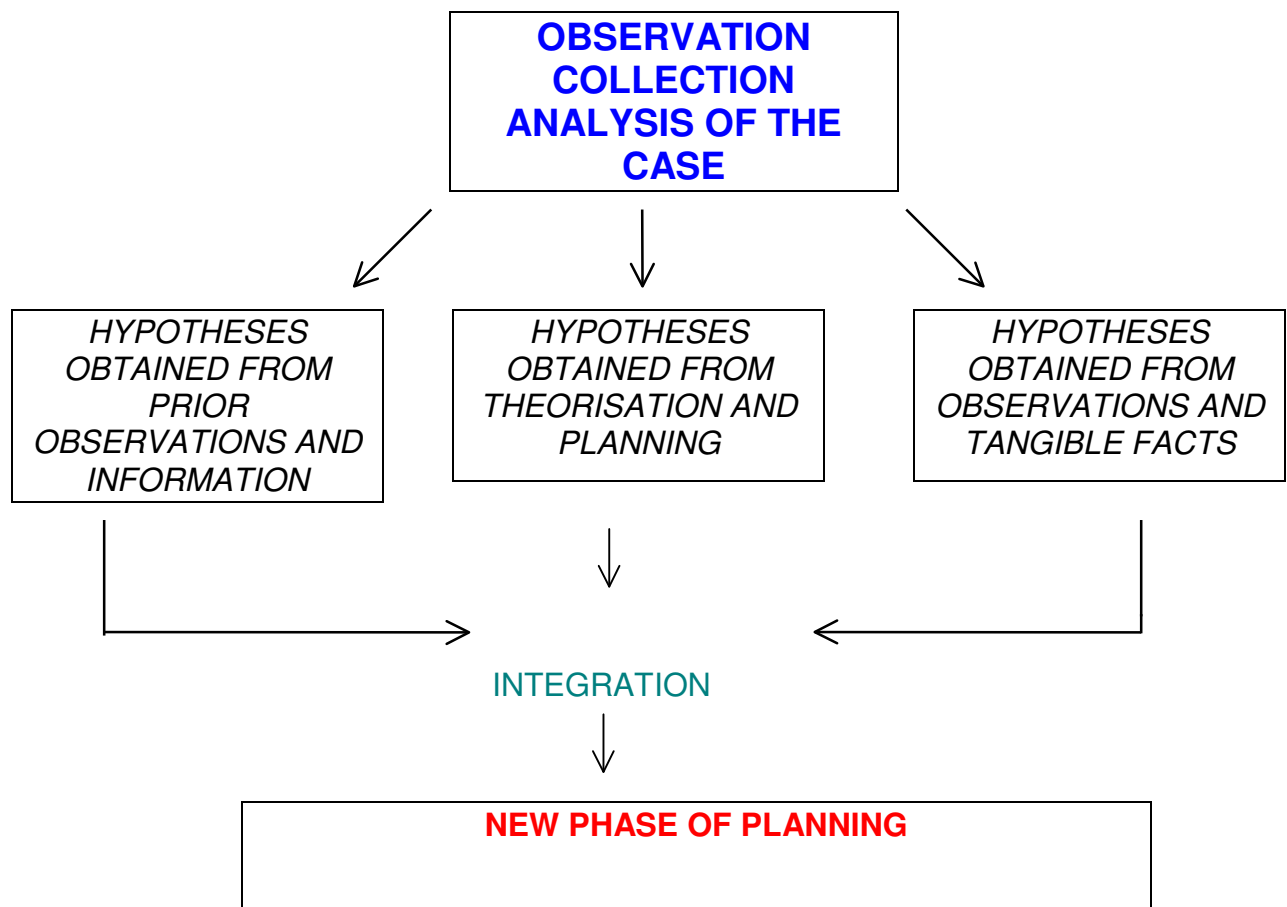 OBSERVATION
COLLECTION
ANALYSIS OF THE
CASE
HYPOTHESES
OBTAINED FROM
PRIOR
OBSERVATIONS AND
INFORMATION
HYPOTHESES
OBTAINED FROM
THEORISATION AND
PLANNING
HYPOTHESES
OBTAINED FROM
OBSERVATIONS AND
TANGIBLE FACTS
INTEGRATION
NEW PHASE OF PLANNING